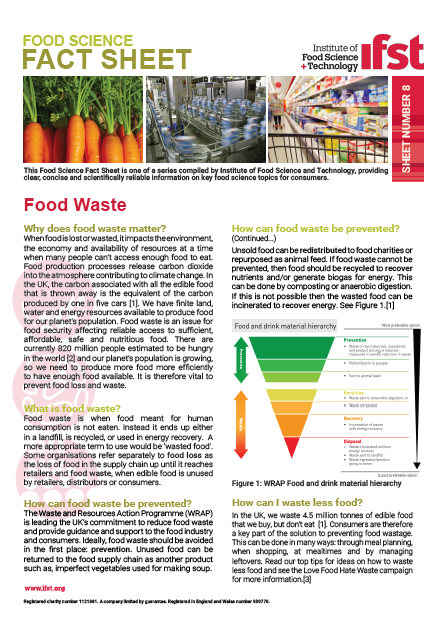 FOOD SCIENCE
FACT SHEET
Institute of
Food Science
+Technology
ifst
SHEET NUMBER 8
This Food Science Fact Sheet is one of a series compiled by Institute of Food Science and Technology, providing
clear, concise and scientifically reliable information on key food science topics for consumers.
Food Waste
Why does food waste matter?
When food is lost or wasted, it impacts the environment,
the economy and availability of resources at a time
when many people can't access enough food to eat.
Food production processes release carbon dioxide
into the atmosphere contributing to climate change. In
the UK, the carbon associated with all the edible food
that is thrown away is the equivalent of the carbon
produced by one in five cars [1]. We have finite land,
water and energy resources available to produce food
for our planet's population. Food waste is an issue for
food security affecting reliable access to sufficient,
affordable, safe and nutritious food. There are
currently 820 million people estimated to be hungry
in the world [2] and our planet's population is growing,
so we need to produce more food more efficiently
to have enough food available. It is therefore vital to
prevent food loss and waste.
What is food waste?
Food waste is when food meant for human
consumption is not eaten. Instead it ends up either
in a landfill, is recycled, or used in energy recovery. A
more appropriate term to use would be 'wasted food'.
Some organisations refer separately to food loss as
the loss of food in the supply chain up until it reaches
retailers and food waste, when edible food is unused
by retailers, distributors or consumers.
How can food waste be prevented?
The Waste and Resources Action Programme (WRAP)
is leading the UK's commitment to reduce food waste
and provide guidance and support to the food industry
and consumers. Ideally, food waste should be avoided
in the first place: prevention. Unused food can be
returned to the food supply chain as another product
such as, imperfect vegetables used for making soup.
www.ifst.org
How can food waste be prevented?
(Continued...)
Unsold food can be redistributed to food charities or
repurposed as animal feed. If food waste cannot be
prevented, then food should be recycled to recover
nutrients and/or generate biogas for energy. This
can be done by composting or anaerobic digestion.
If this is not possible then the wasted food can be
incinerated to recover energy. See Figure 1.[1]
Food and drink material hierarchy
Most preferable option
Prevention
Waste
Prevention
• Waste of raw materials, ingredients
and product arising is reduced -
measured in overall reduction in waste
• Redistribution to people
• Sent to animal feed
Recycling
• Waste sent to anaerobic digestion; or
• Waste composted
Recovery
• Incineration of waste
with energy recovery
Disposal
• Waste incinerated without
energy recovery
• Waste sent to landfill
• Waste ingredient/product
going to sewer
Least preferable option
Figure 1: WRAP Food and drink material hierarchy
How can I waste less food?
In the UK, we waste 4.5 million tonnes of edible food
that we buy, but don't eat [1]. Consumers are therefore
a key part of the solution to preventing food wastage.
This can be done in many ways: through meal planning,
when shopping, at mealtimes and by managing
leftovers. Read our top tips for ideas on how to waste
less food and see the Love Food Hate Waste campaign
for more information.[3]
Registered charity number 1121691. A company limited by guarantee. Registered in England and Wales number 930776.